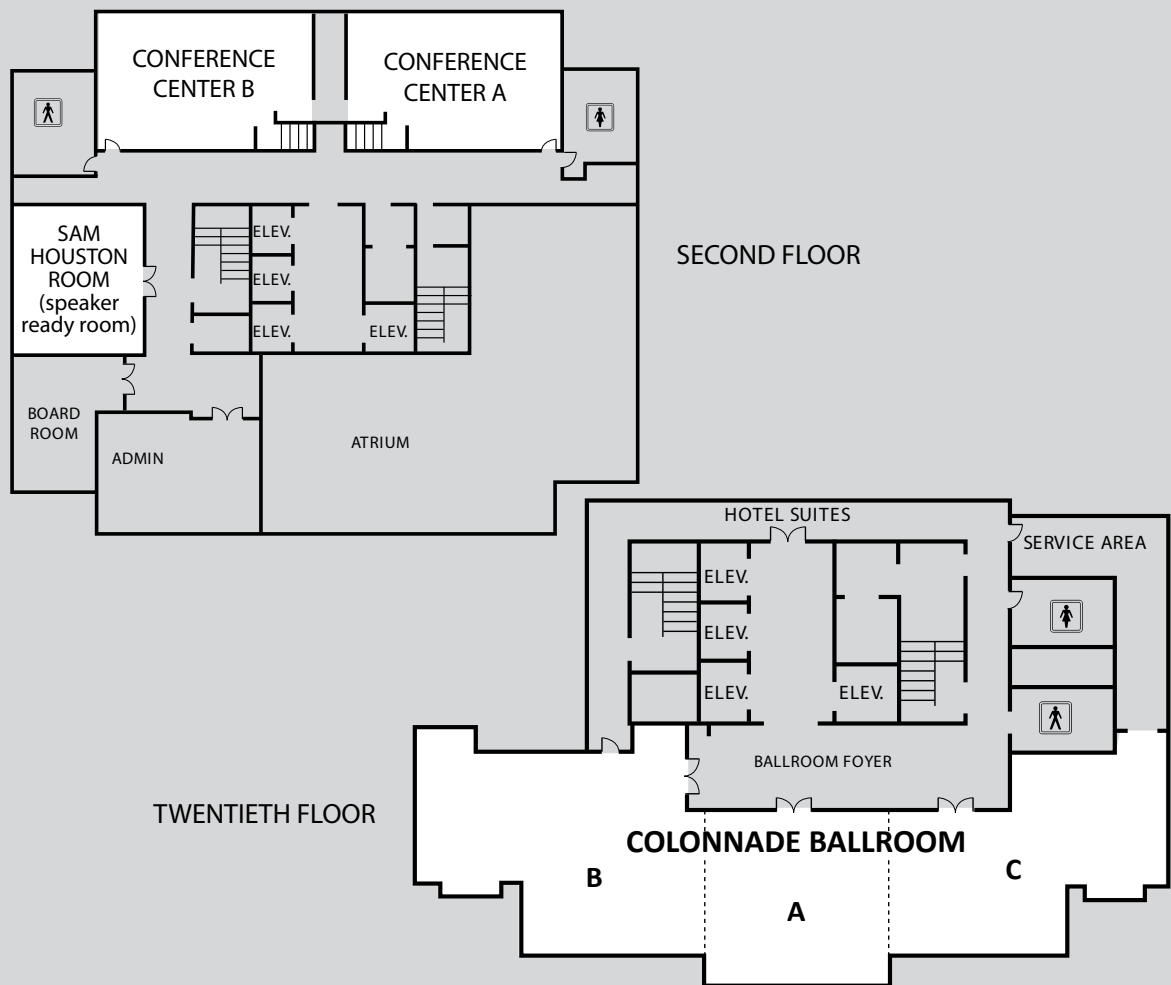 CONFERENCE
CENTER B
CONFERENCE
CENTER A
SAM
HOUSTON
ROOM
(speaker
ready room)
ELEV.
ELEV.
ELEV.
ELEV.
SECOND FLOOR
BOARD
ROOM
ADMIN
ATRIUM
HOTEL SUITES
SERVICE AREA
ELEV.
ELEV.
ELEV.
ELEV.
BALLROOM FOYER
TWENTIETH FLOOR
COLONNADE BALLROOM
B
A
C